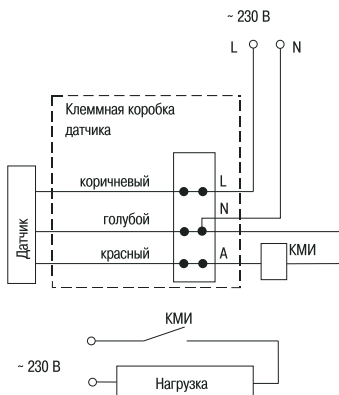 ~ 230 В
L N
Клеммная коробка
датчика
коричневый L
голубой N
Датчик
красный A КМИ
КМИ
~ 230 В
Нагрузка